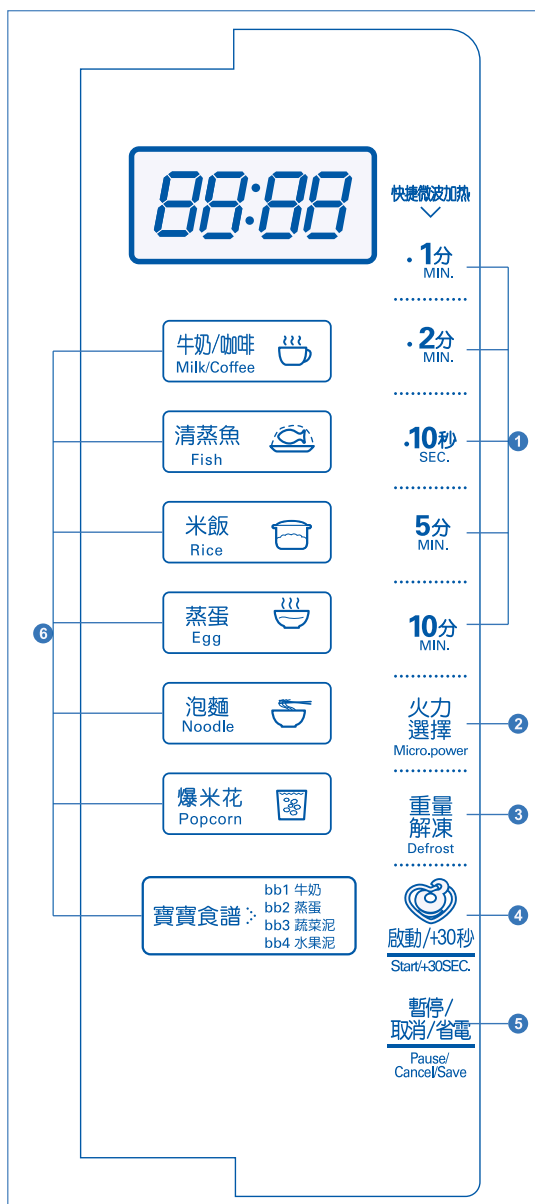 88:88
快捷微波加热
.1分
MIN.
.2分
MIN.
.10秒
SEC.
5分
MIN.
10分
MIN.
火力
選擇
Micro.power
重量
解凍
Defrost
啟動/+30秒
Start/+30SEC.
暫停/
取消/省電
Pause/
Cancel/Save
牛奶/咖啡
Milk/Coffee
清蒸魚
Fish
米飯
Rice
蒸蛋
Egg
泡麵
Noodle
爆米花
Popcorn
寶寶食譜
bb1 牛奶
bb2 蒸蛋
bb3 蔬菜泥
bb4 水果泥
1
2
3
4
5
6